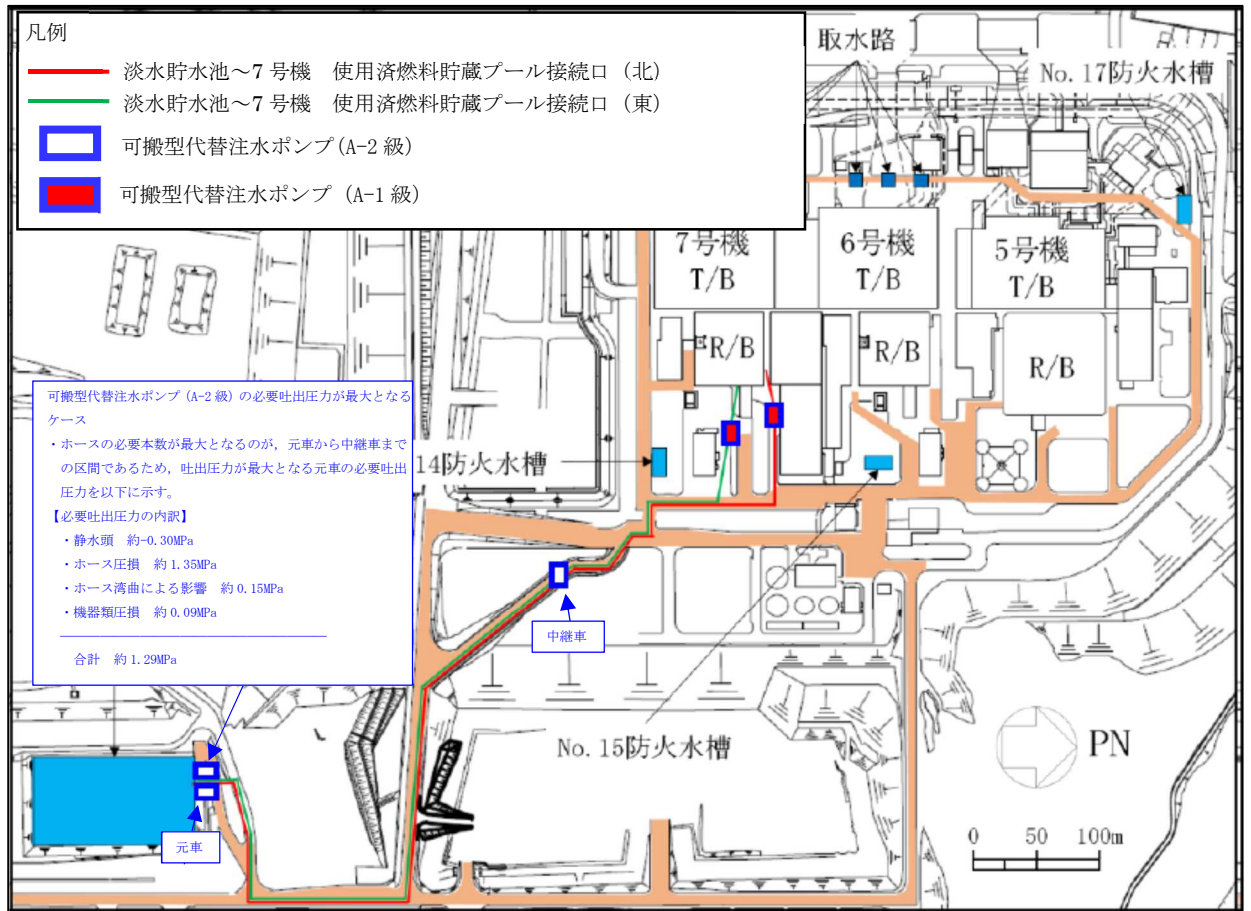 凡例
淡水貯水池～7 号機　使用済燃料貯蔵プール接続口（北）
淡水貯水池～7 号機　使用済燃料貯蔵プール接続口（東）
可搬型代替注水ポンプ(A-2 級)
可搬型代替注水ポンプ（A-1 級）
取水路
No. 17防火水槽
7号機
T/B
6号機
T/B
5号機
T/B
R/B
R/B
R/B
可搬型代替注水ポンプ（A-2 級）の必要吐出圧力が最大となる
ケース
・ホースの必要本数が最大となるのが，元車から中継車まで
の区間であるため，吐出圧力が最大となる元車の必要吐出
圧力を以下に示す。
【必要吐出圧力の内訳】
・静水頭　約-0.30MPa
・ホース圧損　約 1.35MPa
・ホース湾曲による影響　約 0.15MPa
・機器類圧損　約 0.09MPa
合計　約 1.29MPa
14防火水槽
中継車
No. 15防火水槽
PN
元車
0 50 100m